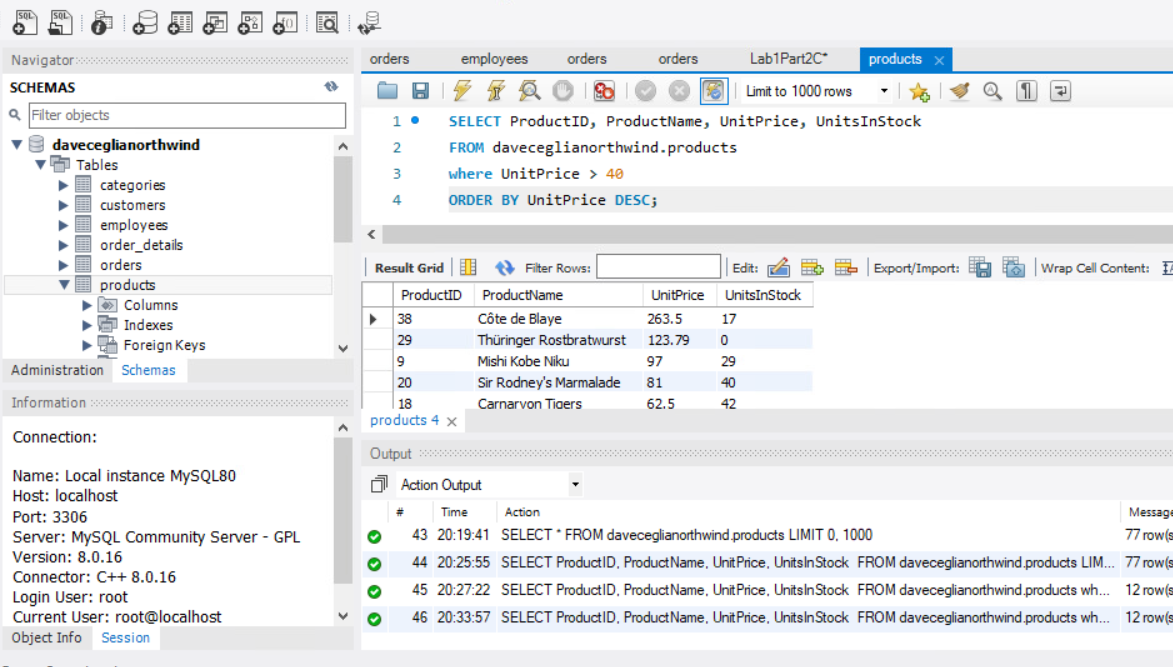 Navigator
SCHEMAS
Filter objects
daveceglianorthwind
Tables
categories
customers
employees
order_details
orders
products
Columns
Indexes
Foreign Keys
Administration Schemas
Information
Connection:
Name: Local instance MySQL80
Host: localhost
Port: 3306
Server: MySQL Community Server - GPL
Version: 8.0.16
Connector: C++ 8.0.16
Login User: root
Current User: root@localhost
Object Info Session
orders employees orders orders Lab1Part2C* products
Limit to 1000 rows
1 SELECT ProductID, ProductName, UnitPrice, UnitsInStock
2 FROM daveceglianorthwind.products
3 where UnitPrice > 40
4 ORDER BY UnitPrice DESC;
Result Grid Filter Rows: Edit: Export/Import: Wrap Cell Content:
ProductID ProductName UnitPrice UnitsInStock
38 Côte de Blaye 263.5 17
29 Thüringer Rostbratwurst 123.79 0
9 Mishi Kobe Niku 97 29
20 Sir Rodney's Marmalade 81 40
18 Carnarvon Tigers 62.5 42
products 4
Output
Action Output
# Time Action Message
43 20:19:41 SELECT * FROM daveceglianorthwind.products LIMIT 0, 1000 77 row(s
44 20:25:55 SELECT ProductID, ProductName, UnitPrice, UnitsInStock FROM daveceglianorthwind.products LIM... 77 row(s
45 20:27:22 SELECT ProductID, ProductName, UnitPrice, UnitsInStock FROM daveceglianorthwind.products wh... 12 row(s
46 20:33:57 SELECT ProductID, ProductName, UnitPrice, UnitsInStock FROM daveceglianorthwind.products wh... 12 row(s